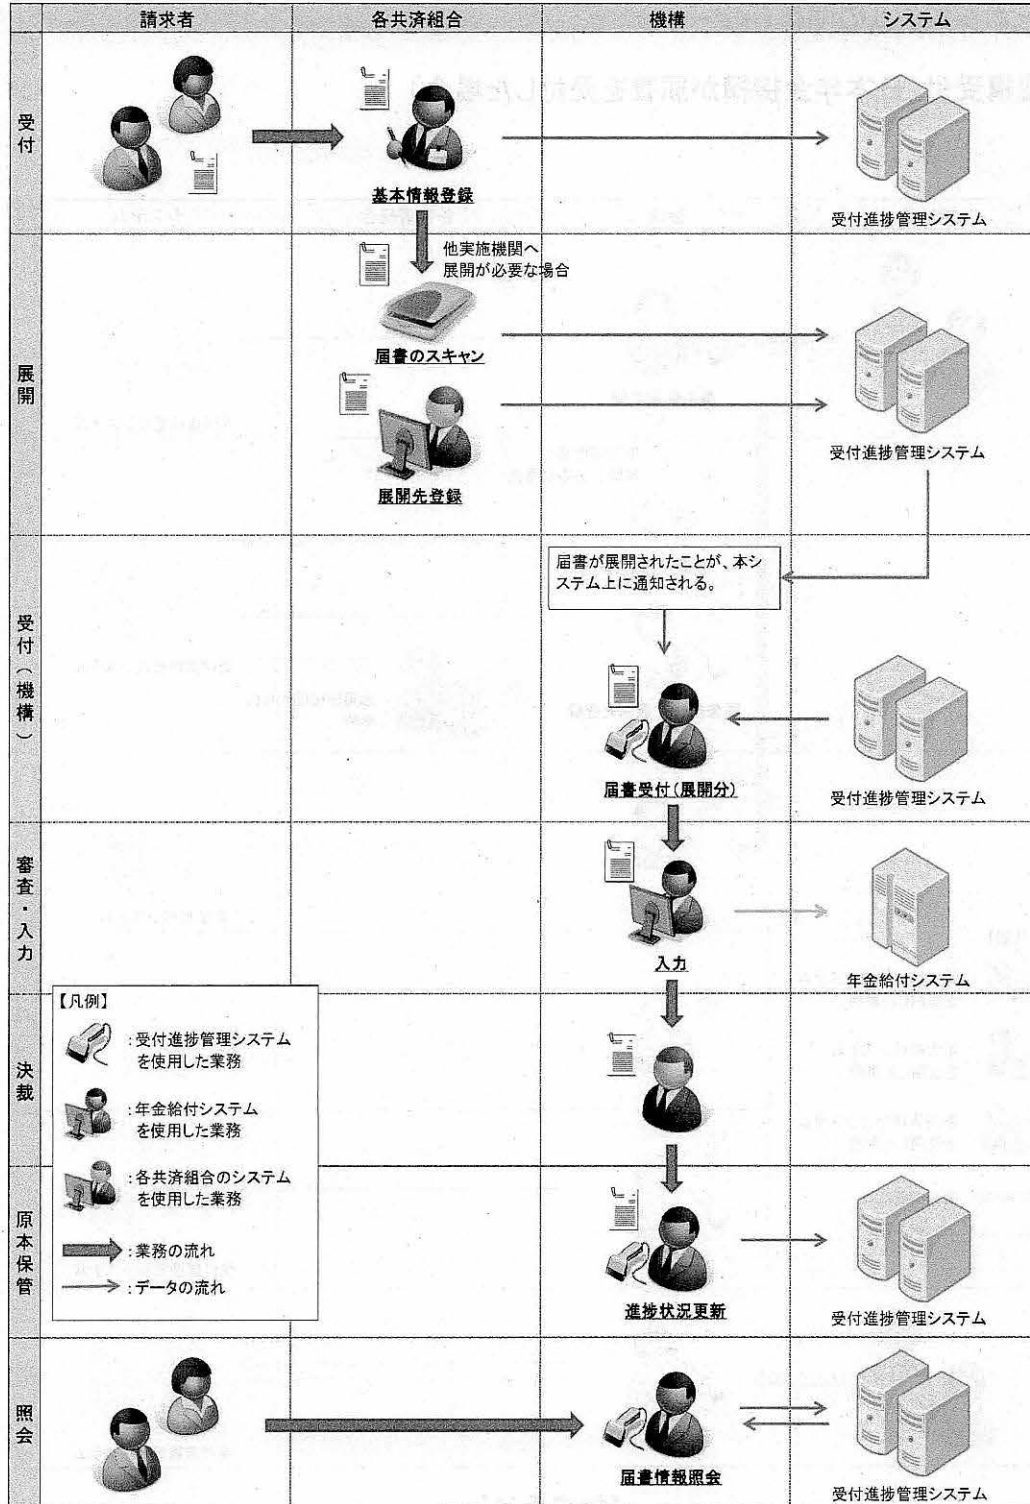 請求者
各共済組合
機構
システム
受付
基本情報登録
受付進捗管理システム
展開
他実施機関へ
展開が必要な場合
届書のスキャン
展開先登録
受付進捗管理システム
受付(機構)
届書が展開されたことが、本シ
ステム上に通知される。
届書受付(展開分)
受付進捗管理システム
審査・入力
入力
年金給付システム
決裁
【凡例】
:受付進捗管理システム
を使用した業務
:年金給付システム
を使用した業務
:各共済組合のシステム
を使用した業務
:業務の流れ
:データの流れ
原本保管
進捗状況更新
受付進捗管理システム
照会
届書情報照会
受付進捗管理システム